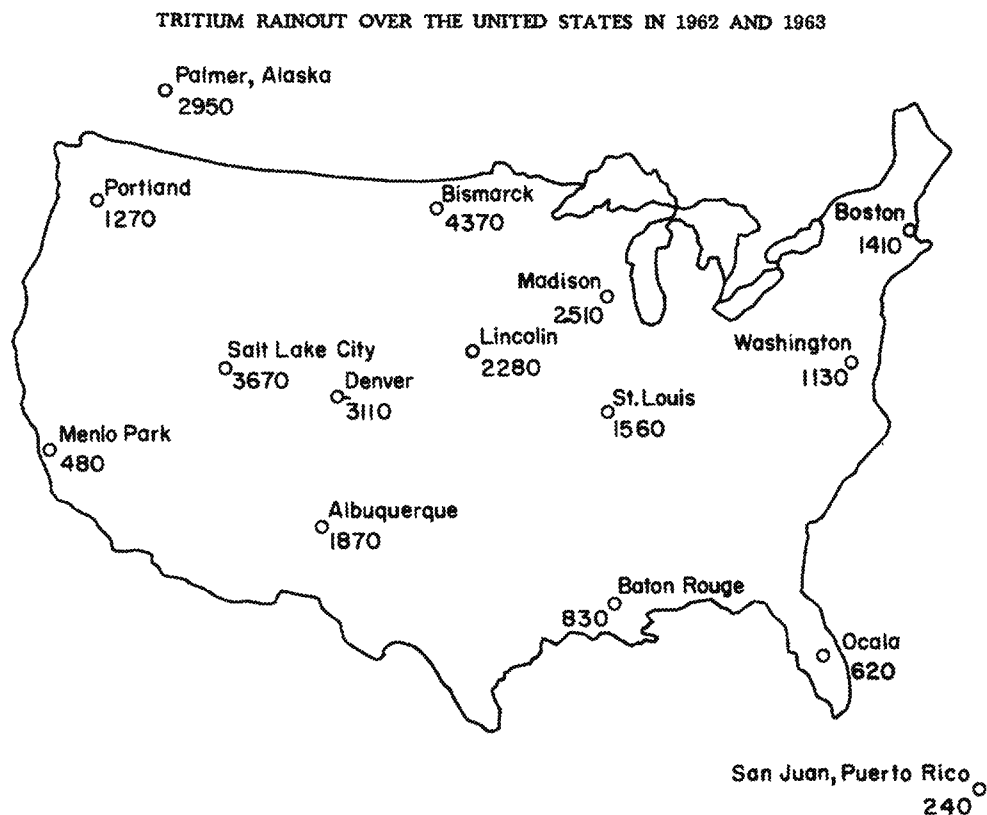 TRITIUM RAINOUT OVER THE UNITED STATES IN 1962 AND 1963
Palmer, Alaska
2950
Portland
1270
Bismarck
4370
Boston
1410
Madison
2510
Lincolin
2280
Washington
1130
Salt Lake City
3670
Denver
3110
St. Louis
1560
Menlo Park
480
Albuquerque
1870
Baton Rouge
830
Ocala
620
San Juan, Puerto Rico
240